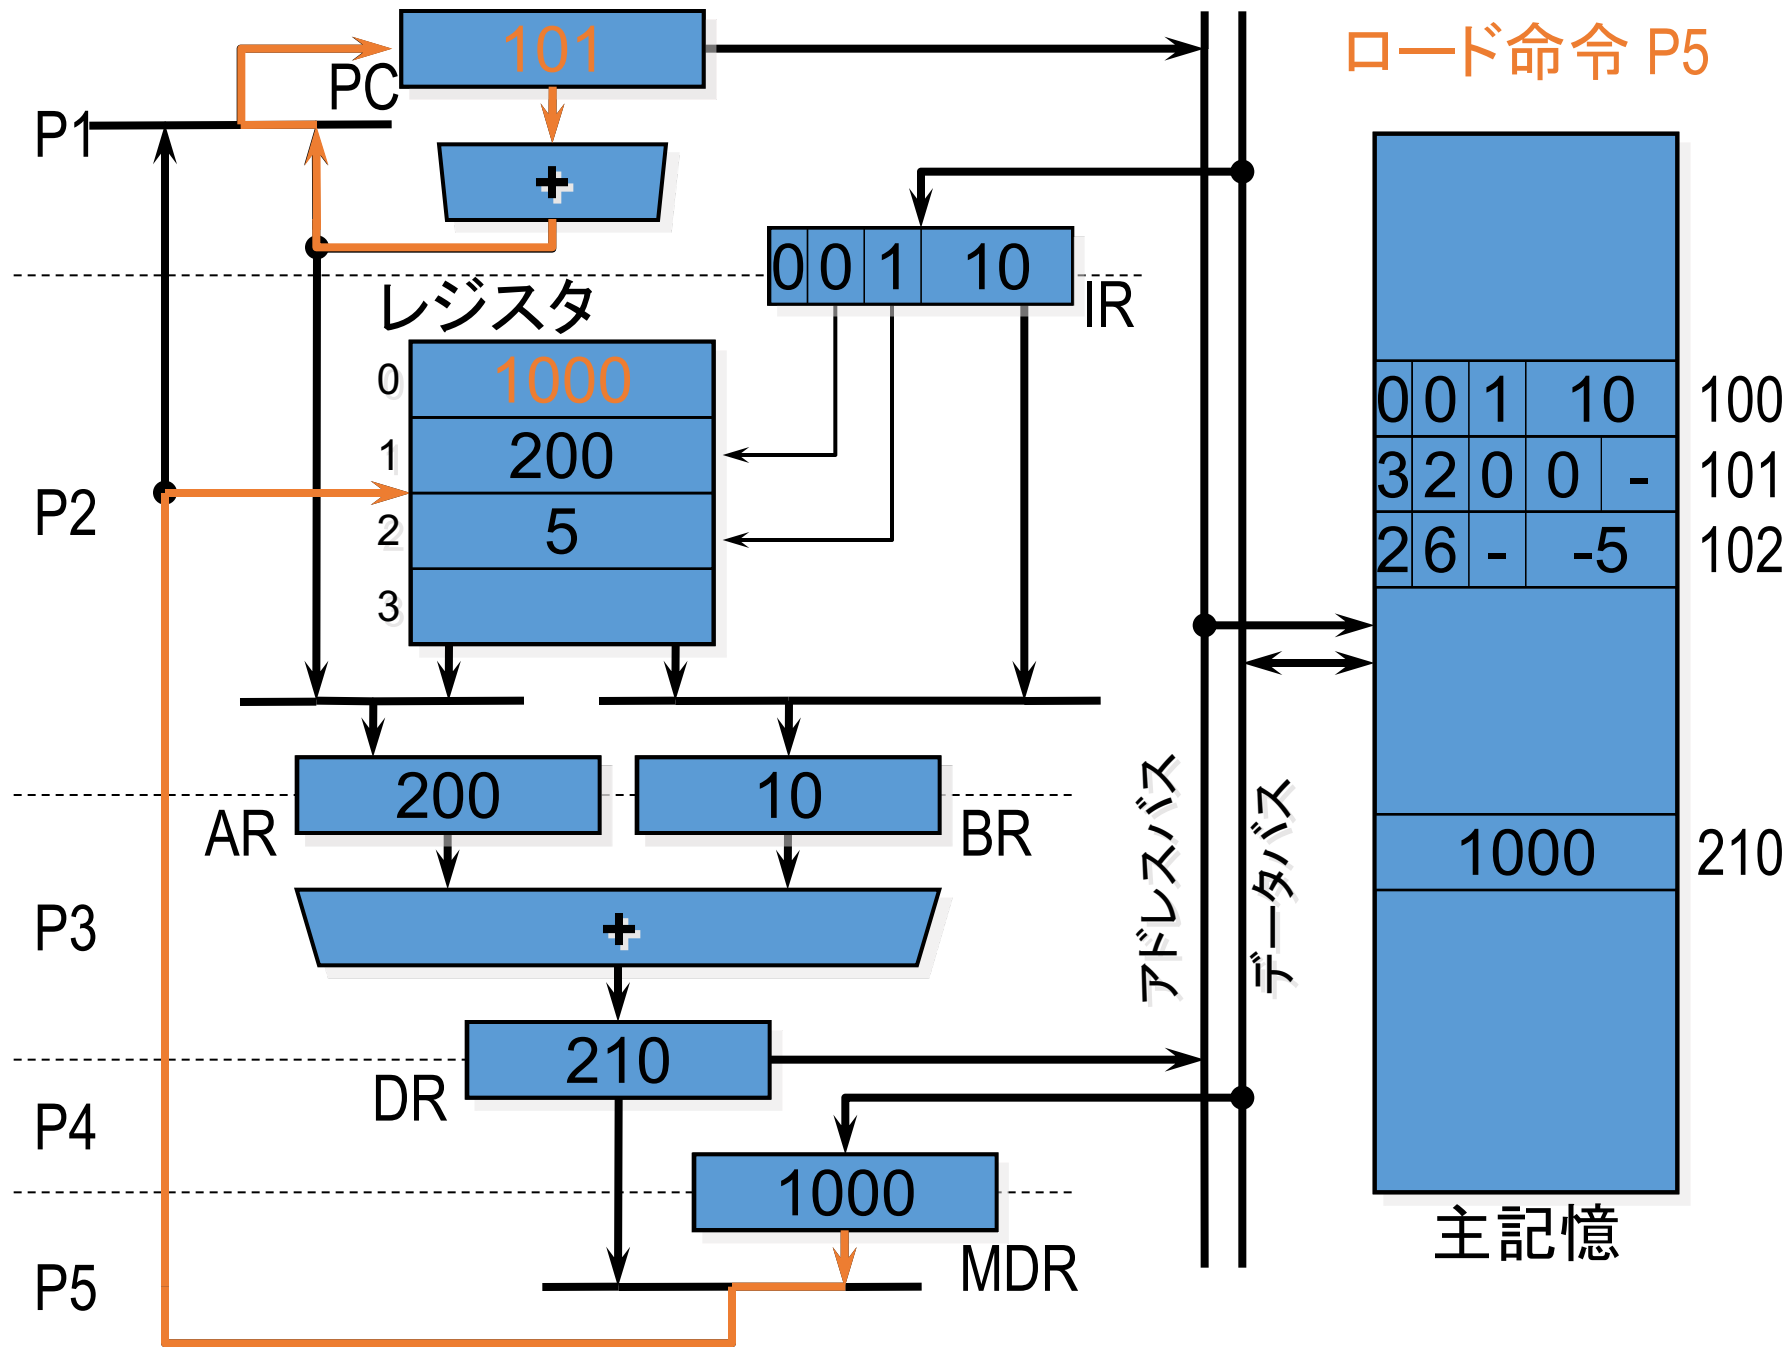 ロード命令 P5
101
PC
P1
+
0 0 1 10
IR
レジスタ
0 1000
1 200
2 5
3
P2
0 0 1 10 100
3 2 0 0 - 101
2 6 - -5 102
200
AR
10
BR
アドレスバス
データバス
1000 210
P3
+
210
DR
P4
1000
MDR
主記憶
P5